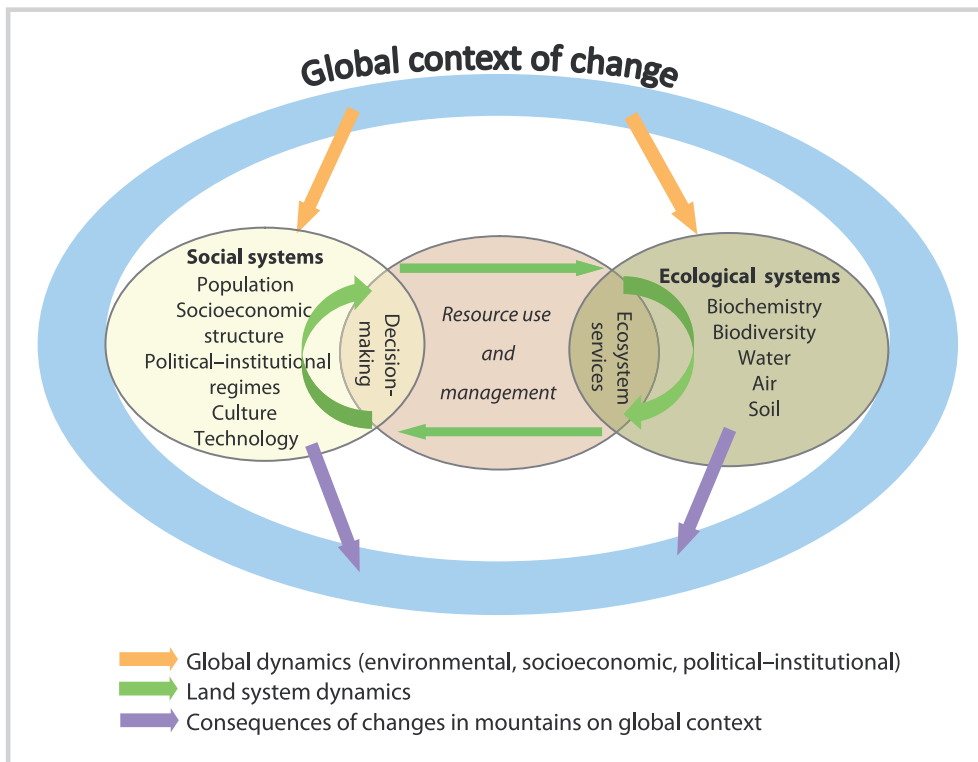 Global context of change
Social systems
Population
Socioeconomic
structure
Political–institutional
regimes
Culture
Technology
Decision-
making
Resource use
and
management
Ecosystem
services
Ecological systems
Biochemistry
Biodiversity
Water
Air
Soil
Global dynamics (environmental, socioeconomic, political–institutional)
Land system dynamics
Consequences of changes in mountains on global context